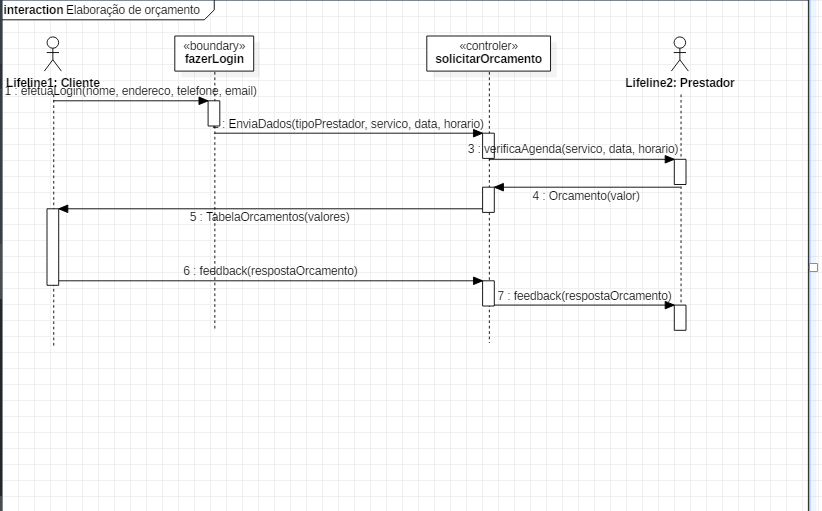 interaction Elaboração de orçamento
«boundary»
fazerLogin
«controler»
solicitarOrcamento
Lifeline1: Cliente
Lifeline2: Prestador
1 : efetuaLogin(nome, endereco, telefone, email)
: EnviaDados(tipoPrestador, servico, data, horario)
3 : verificaAgenda(servico, data, horario)
4 : Orcamento(valor)
5 : TabelaOrcamentos(valores)
6 : feedback(respostaOrcamento)
7 : feedback(respostaOrcamento)